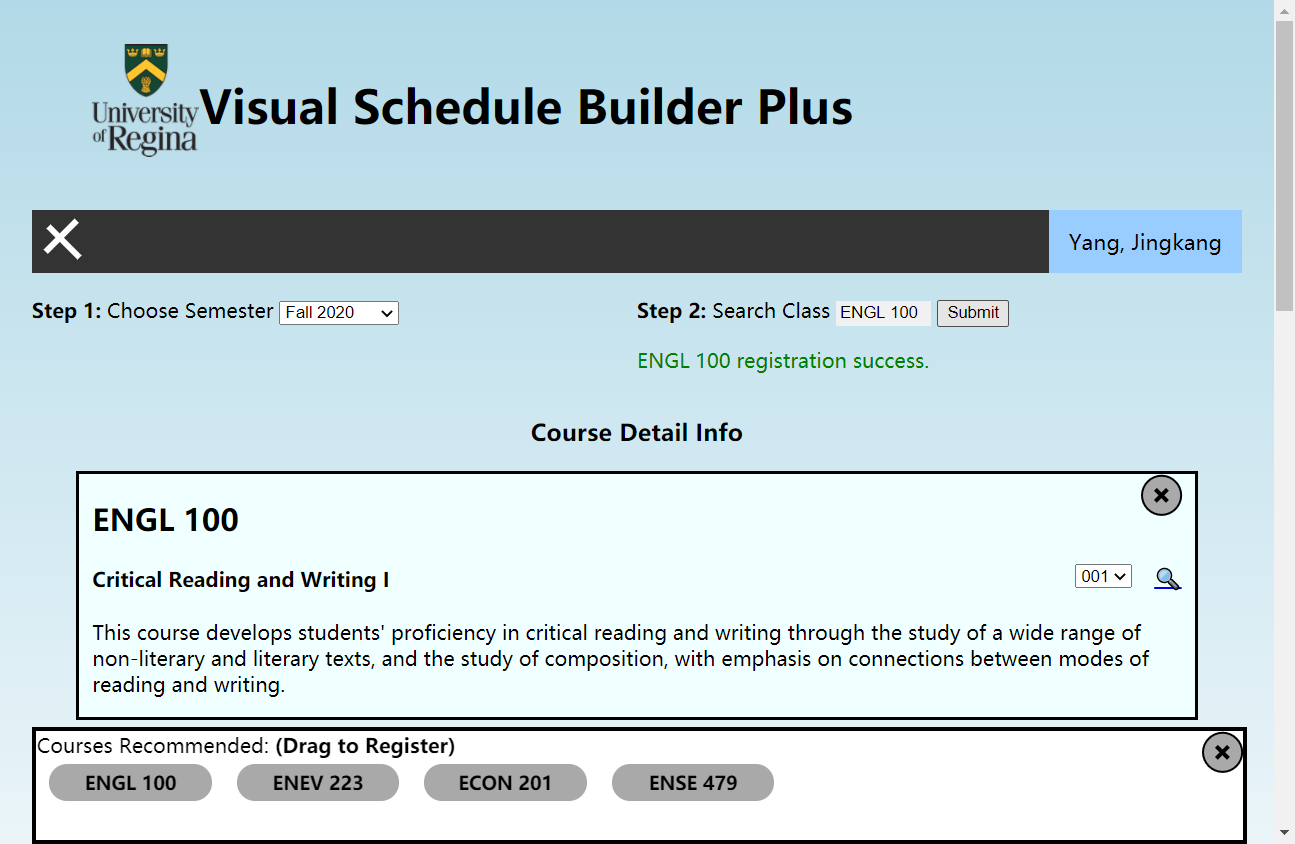 University
of Regina
Visual Schedule Builder Plus
Yang, Jingkang
Step 1: Choose Semester Fall 2020
Step 2: Search Class ENGL 100 Submit
ENGL 100 registration success.
Course Detail Info
ENGL 100
Critical Reading and Writing I
001
This course develops students' proficiency in critical reading and writing through the study of a wide range of
non-literary and literary texts, and the study of composition, with emphasis on connections between modes of
reading and writing.
Courses Recommended: (Drag to Register)
ENGL 100 ENEV 223 ECON 201 ENSE 479